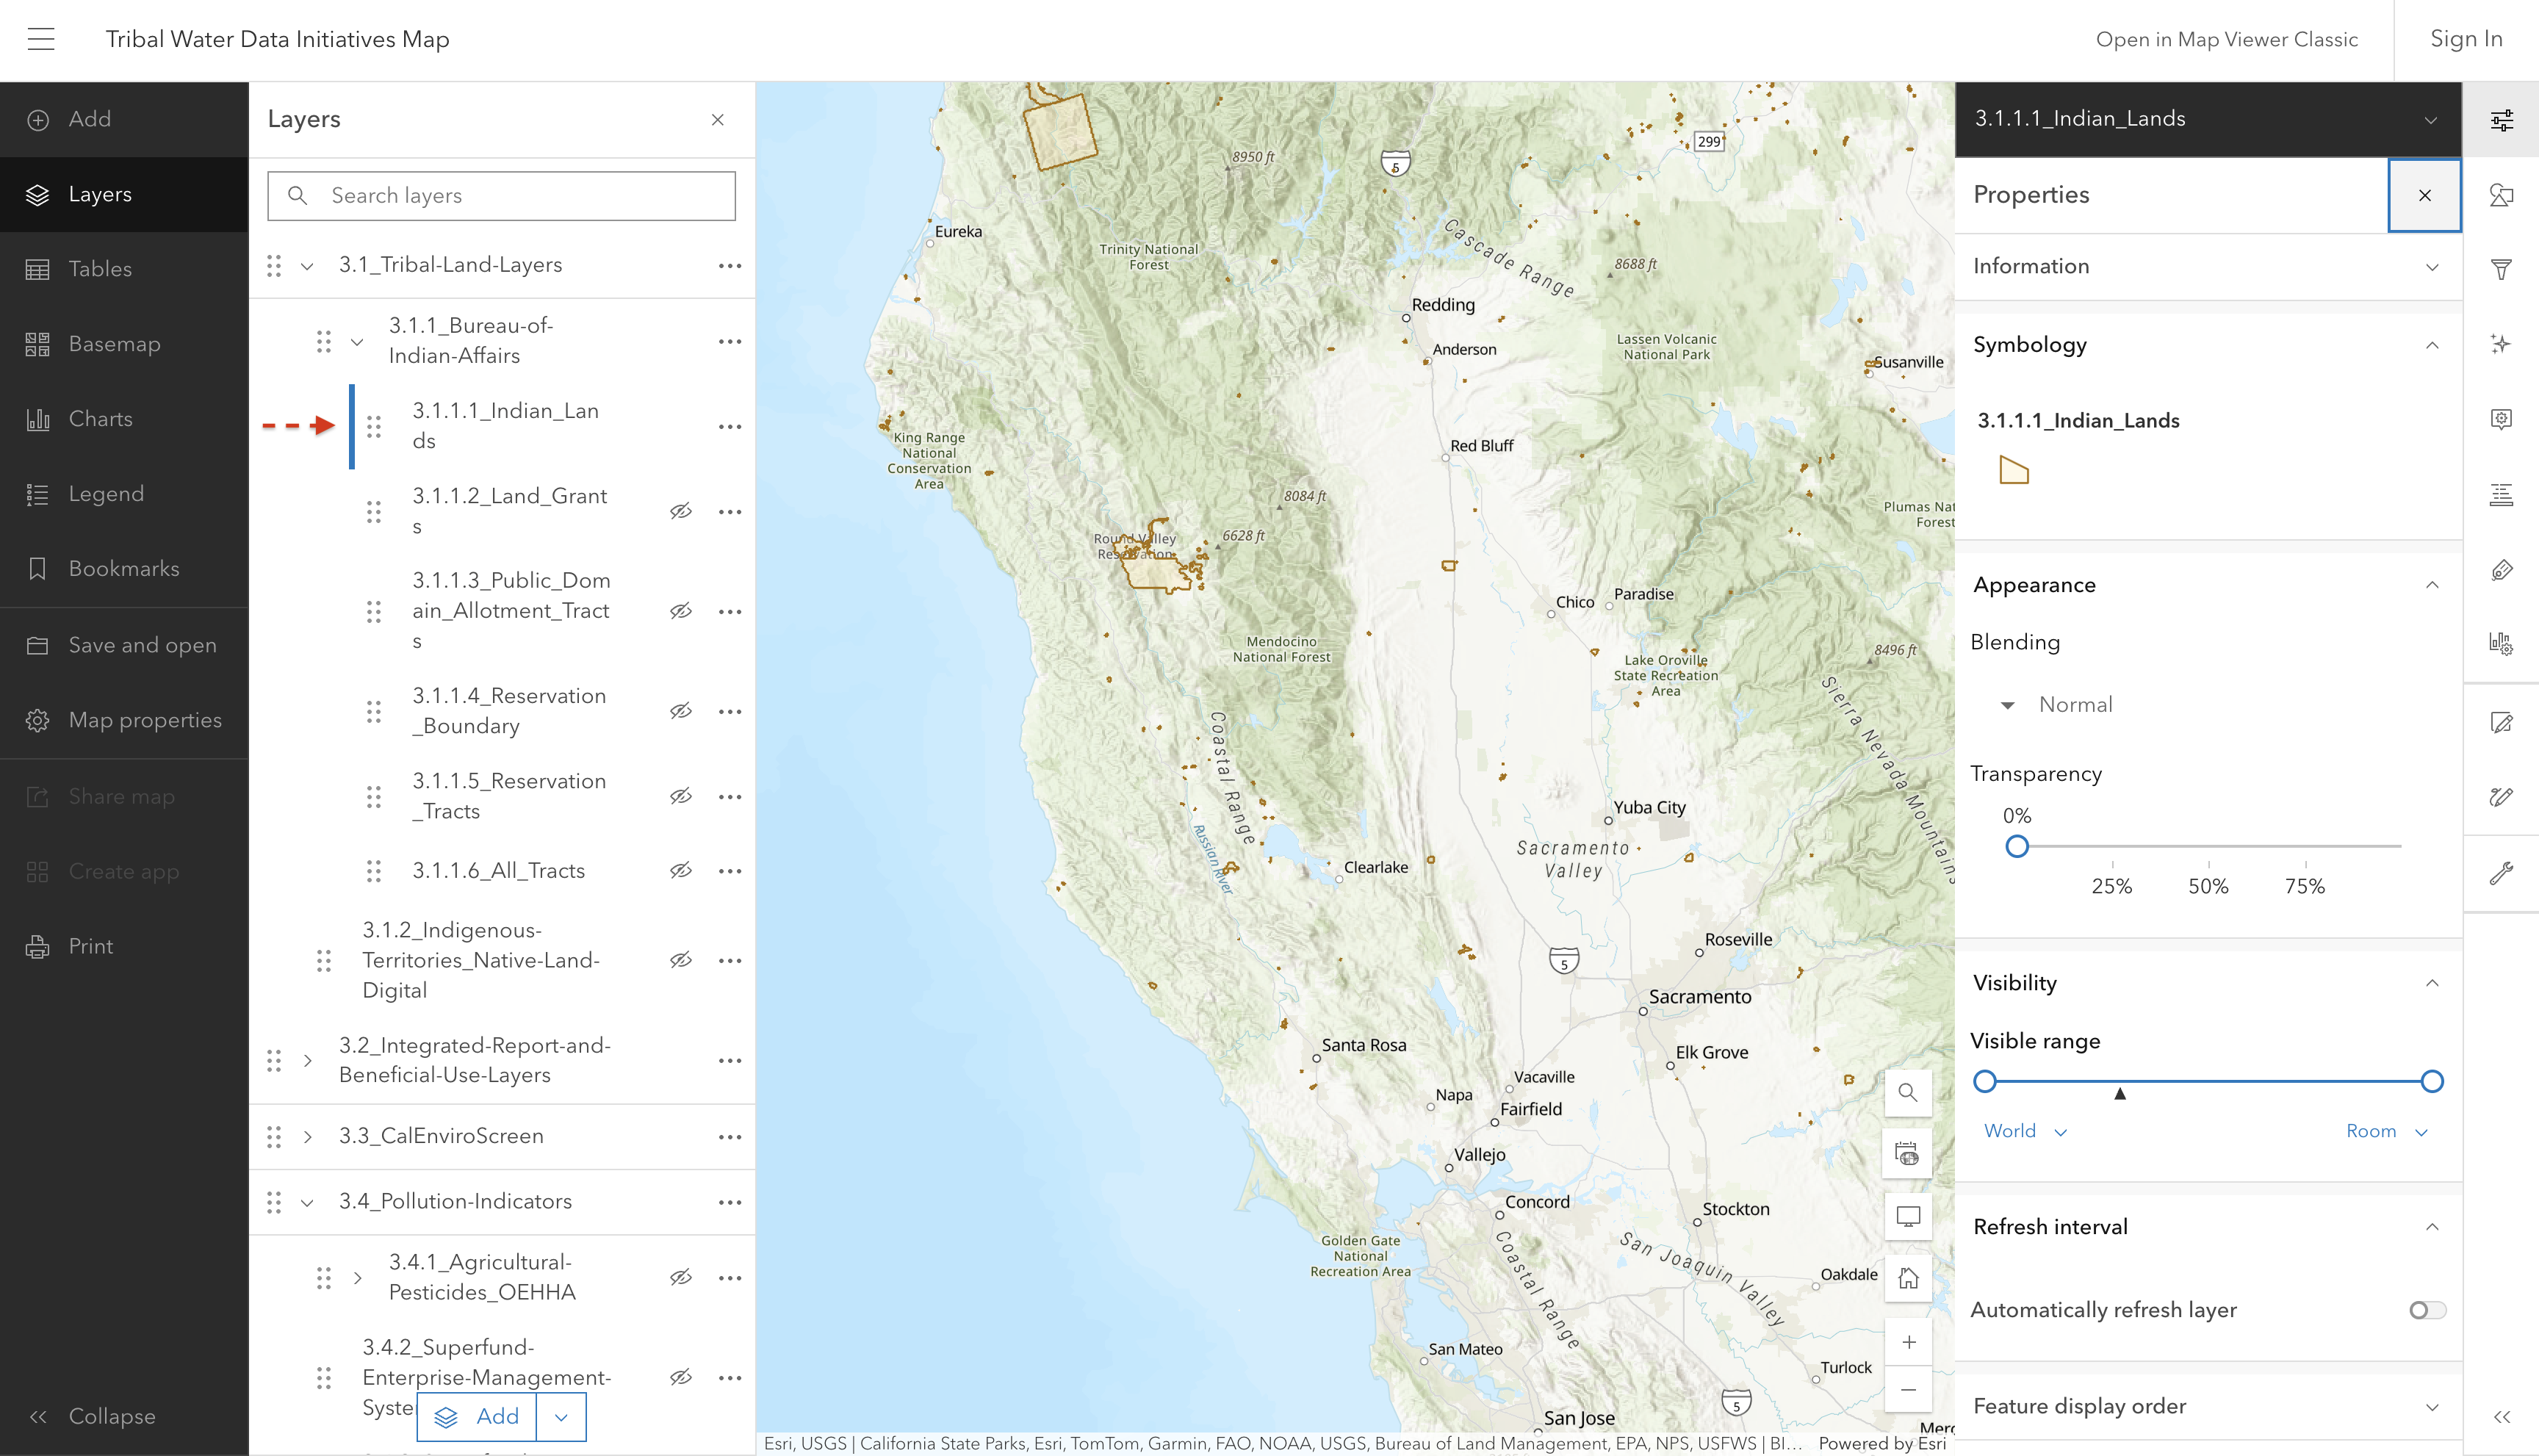 Tribal Water Data Initiatives Map
Open in Map Viewer Classic
Sign In
Add
Layers
Tables
Basemap
Charts
Legend
Bookmarks
Save and open
Map properties
Share map
Create app
Print
Collapse
Layers
Search layers
3.1_Tribal-Land-Layers
3.1.1_Bureau-of-
Indian-Affairs
3.1.1.1_Indian_Lan
ds
3.1.1.2_Land_Grant
s
3.1.1.3_Public_Dom
ain_Allotment_Tract
s
3.1.1.4_Reservation
_Boundary
3.1.1.5_Reservation
_Tracts
3.1.1.6_All_Tracts
3.1.2_Indigenous-
Territories_Native-Land-
Digital
3.2_Integrated-Report-and-
Beneficial-Use-Layers
3.3_CalEnviroScreen
3.4_Pollution-Indicators
3.4.1_Agricultural-
Pesticides_OEHHA
3.4.2_Superfund-
Enterprise-Management-
Syste
Add
299
5
8950 ft
Eureka
Trinity National
Forest
Cascade Range
8688 ft
Redding
Anderson
Lassen Volcanic
National Park
Susanville
King Range
National
Conservation
Area
Red Bluff
8084 ft
Plumas Nat
Forest
Round Valley
Reservation
6628 ft
Chico
Paradise
Mendocino
National Forest
Lake Oroville
State Recreation
Area
8496 ft
Sierra Nevada Mountains
Coastal Range
Yuba City
Russian River
Sacramento
Valley
Clearlake
Roseville
5
Sacramento
Santa Rosa
Elk Grove
Vacaville
Napa
Fairfield
Vallejo
Concord
Stockton
Golden Gate
National
Recreation Area
Coastal Range
San Joaquin Valley
Oakdale
San Mateo
Turlock
5
San Jose
Merc
Esri, USGS | California State Parks, Esri, TomTom, Garmin, FAO, NOAA, USGS, Bureau of Land Management, EPA, NPS, USFWS | BI...
Powered by Esri
3.1.1.1_Indian_Lands
Properties
Information
Symbology
3.1.1.1_Indian_Lands
Appearance
Blending
Normal
Transparency
0%
25% 50% 75%
Visibility
Visible range
World
Room
Refresh interval
Automatically refresh layer
Feature display order